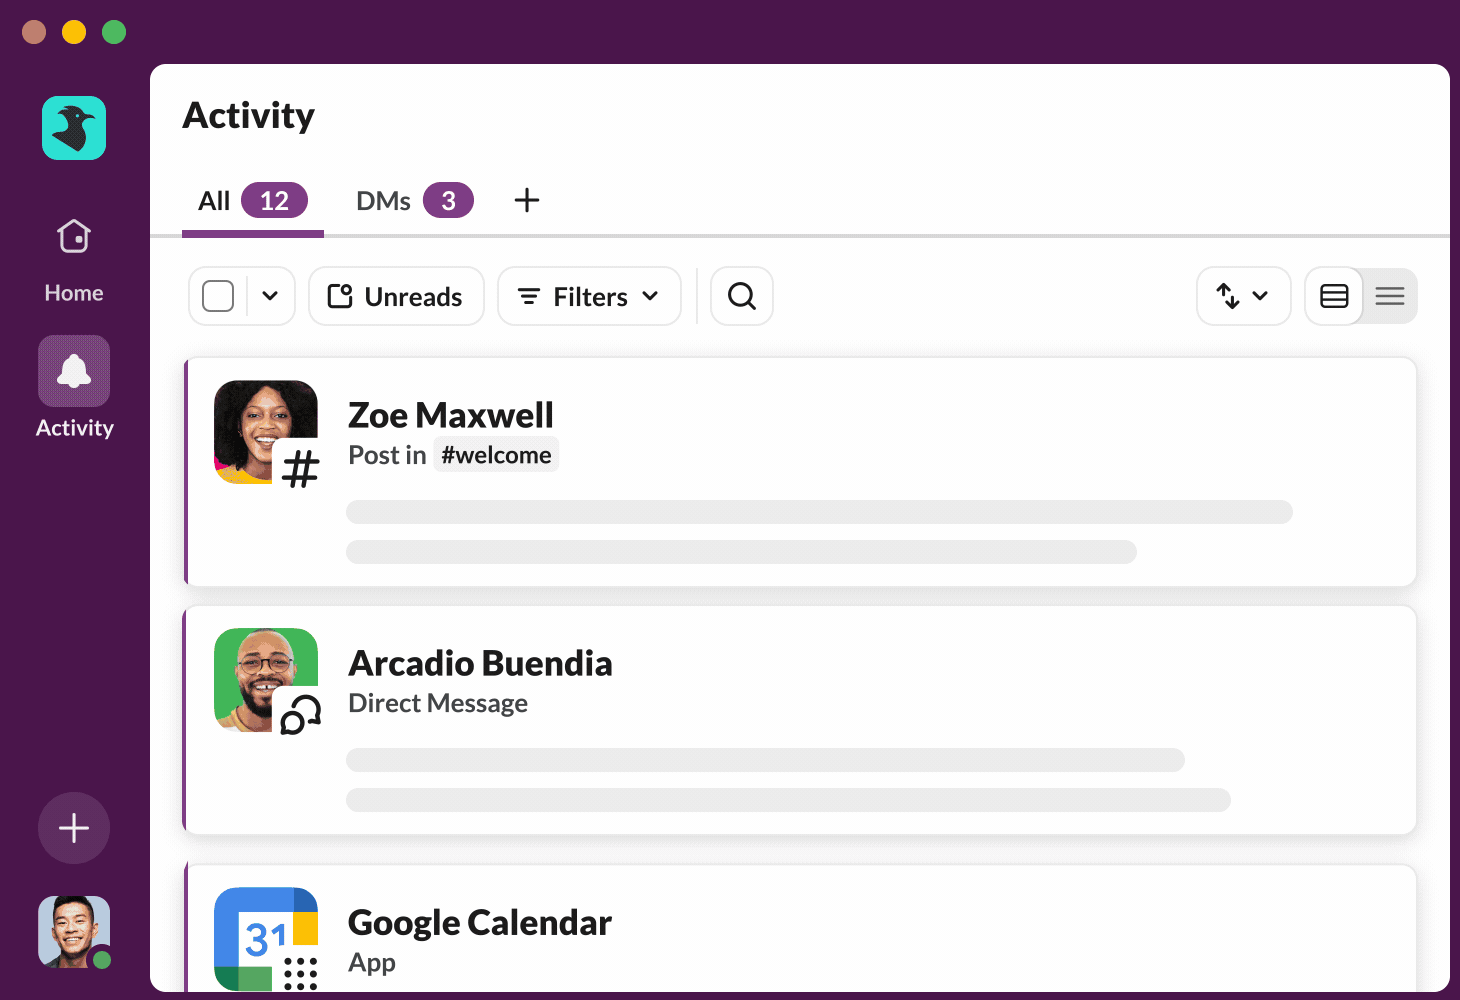 Activity
All 12 DMs 3
Home
Unreads Filters
Activity
Zoe Maxwell
Post in #welcome
Arcadio Buendia
Direct Message
Google Calendar
31
App